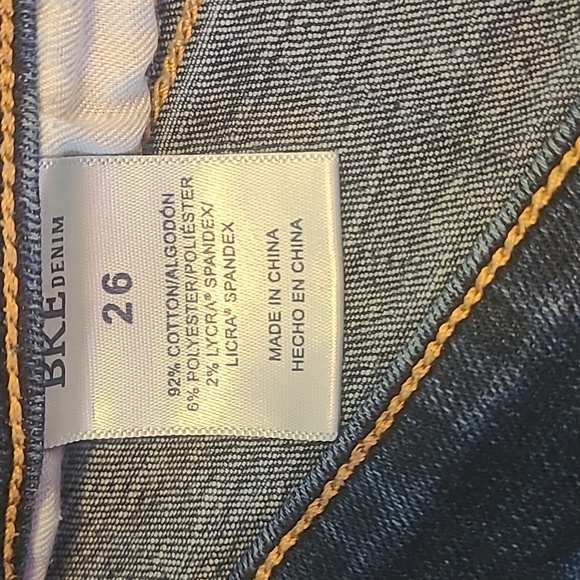 BKE DENIM
26
92% COTTON/ALGODÓN
6% POLYESTER/POLIÉSTER
2% LYCRA® SPANDEX/
LICRA® SPANDEX
MADE IN CHINA
HECHO EN CHINA